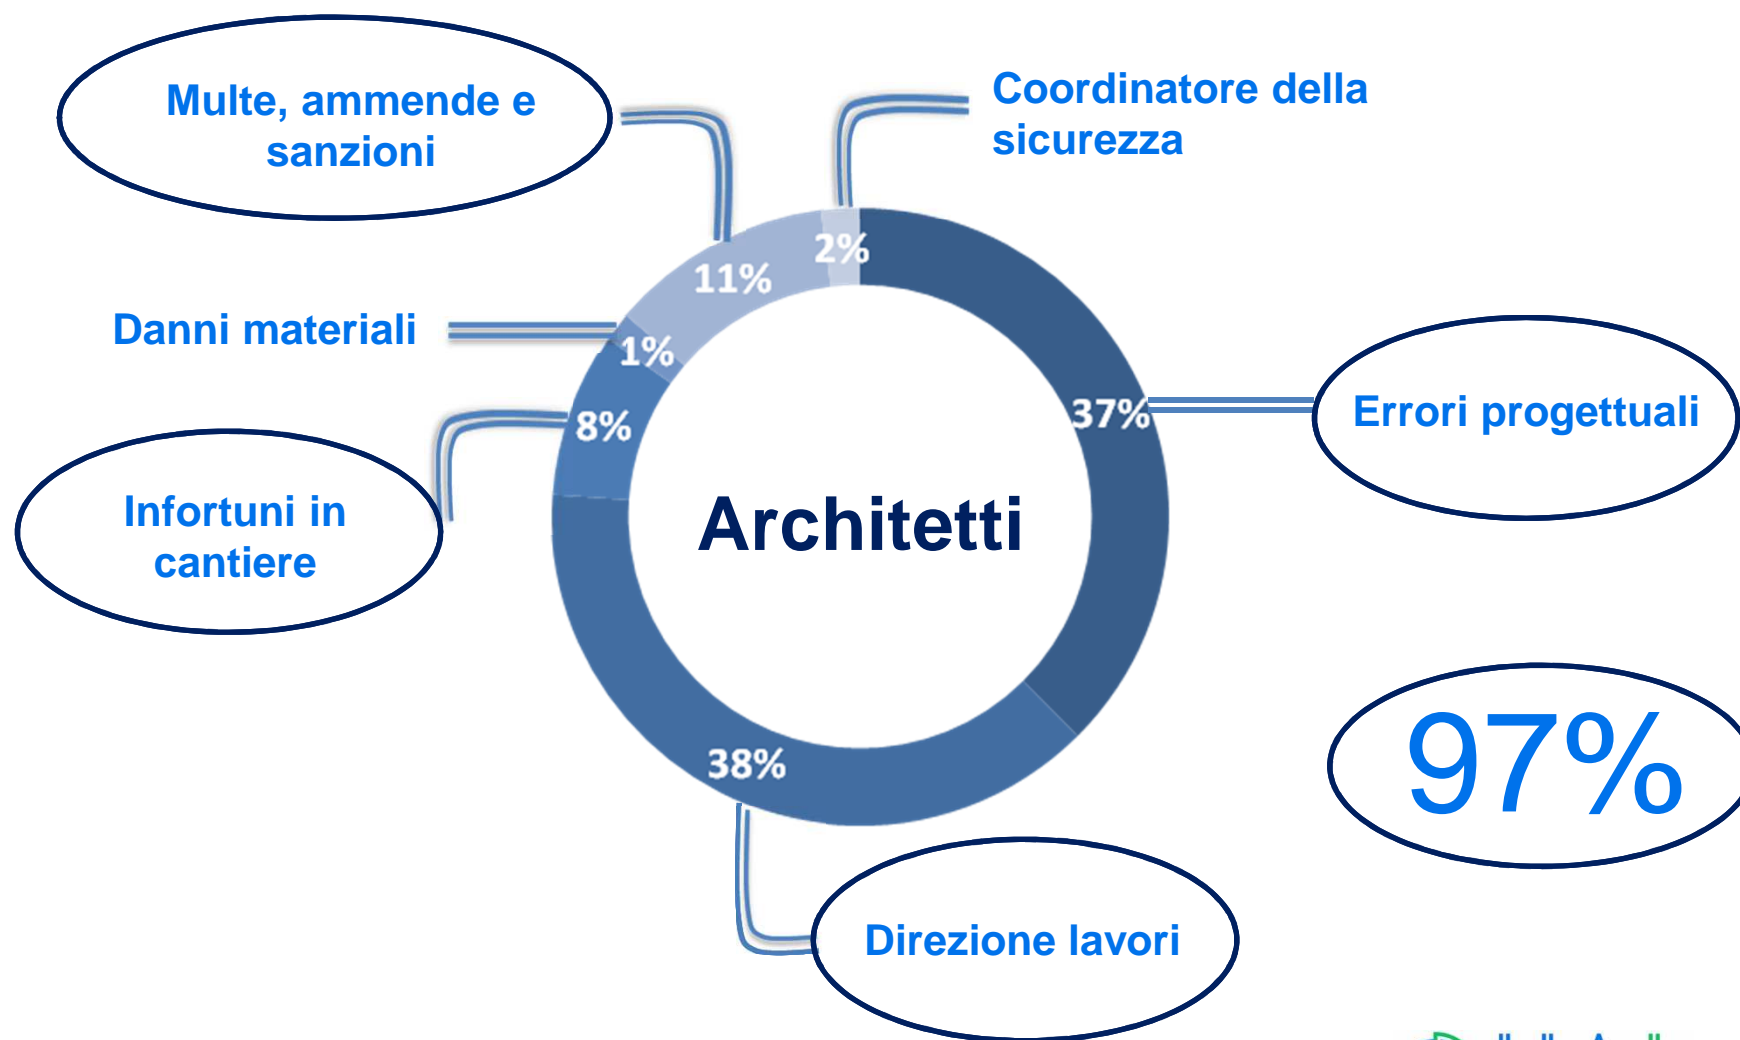 Multe, ammende e
sanzioni
Coordinatore della
sicurezza
2%
11%
Danni materiali
1%
37%
Errori progettuali
8%
Infortuni in
cantiere
Architetti
97%
38%
Direzione lavori